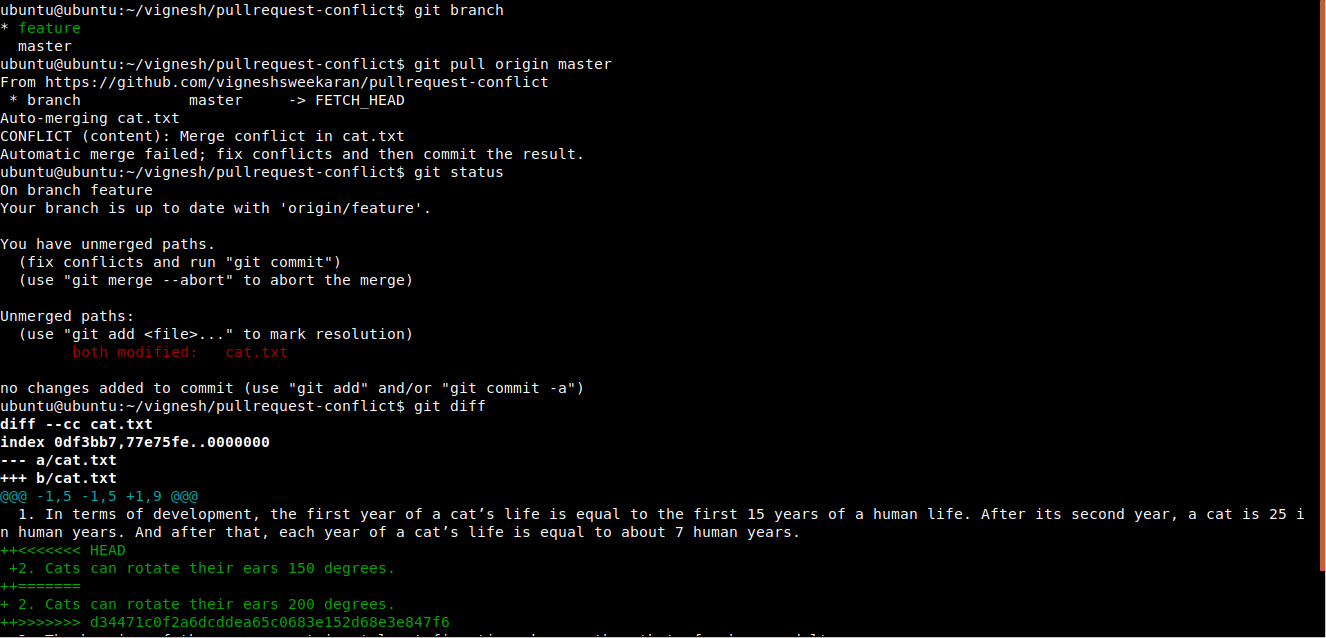 ubuntu@ubuntu:~/vignesh/pullrequest-conflict$ git branch
* feature
  master
ubuntu@ubuntu:~/vignesh/pullrequest-conflict$ git pull origin master
From https://github.com/vigneshsweekaran/pullrequest-conflict
 * branch            master     -> FETCH_HEAD
Auto-merging cat.txt
CONFLICT (content): Merge conflict in cat.txt
Automatic merge failed; fix conflicts and then commit the result.
ubuntu@ubuntu:~/vignesh/pullrequest-conflict$ git status
On branch feature
Your branch is up to date with 'origin/feature'.

You have unmerged paths.
  (fix conflicts and run "git commit")
  (use "git merge --abort" to abort the merge)

Unmerged paths:
  (use "git add <file>..." to mark resolution)
        both modified:   cat.txt

no changes added to commit (use "git add" and/or "git commit -a")
ubuntu@ubuntu:~/vignesh/pullrequest-conflict$ git diff
diff --cc cat.txt
index 0df3bb7,77e75fe..0000000
--- a/cat.txt
+++ b/cat.txt
@@@ -1,5 -1,5 +1,9 @@@
  1. In terms of development, the first year of a cat’s life is equal to the first 15 years of a human life. After its second year, a cat is 25 i
n human years. And after that, each year of a cat’s life is equal to about 7 human years.
++<<<<<<< HEAD
 +2. Cats can rotate their ears 150 degrees.
++=======
+ 2. Cats can rotate their ears 200 degrees.
++>>>>>>> d34471c0f2a6dcddea65c0683e152d68e3e847f6